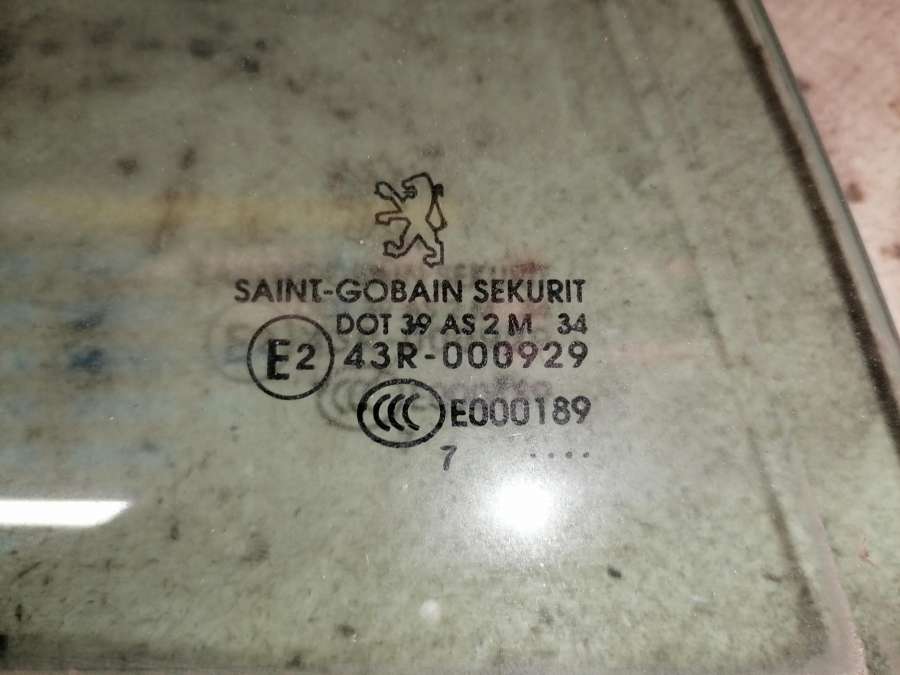 SAINT-GOBAIN SEKURIT
DOT 39 AS 2 M 34
E2 43R-000929
CCC E000189
7 ....